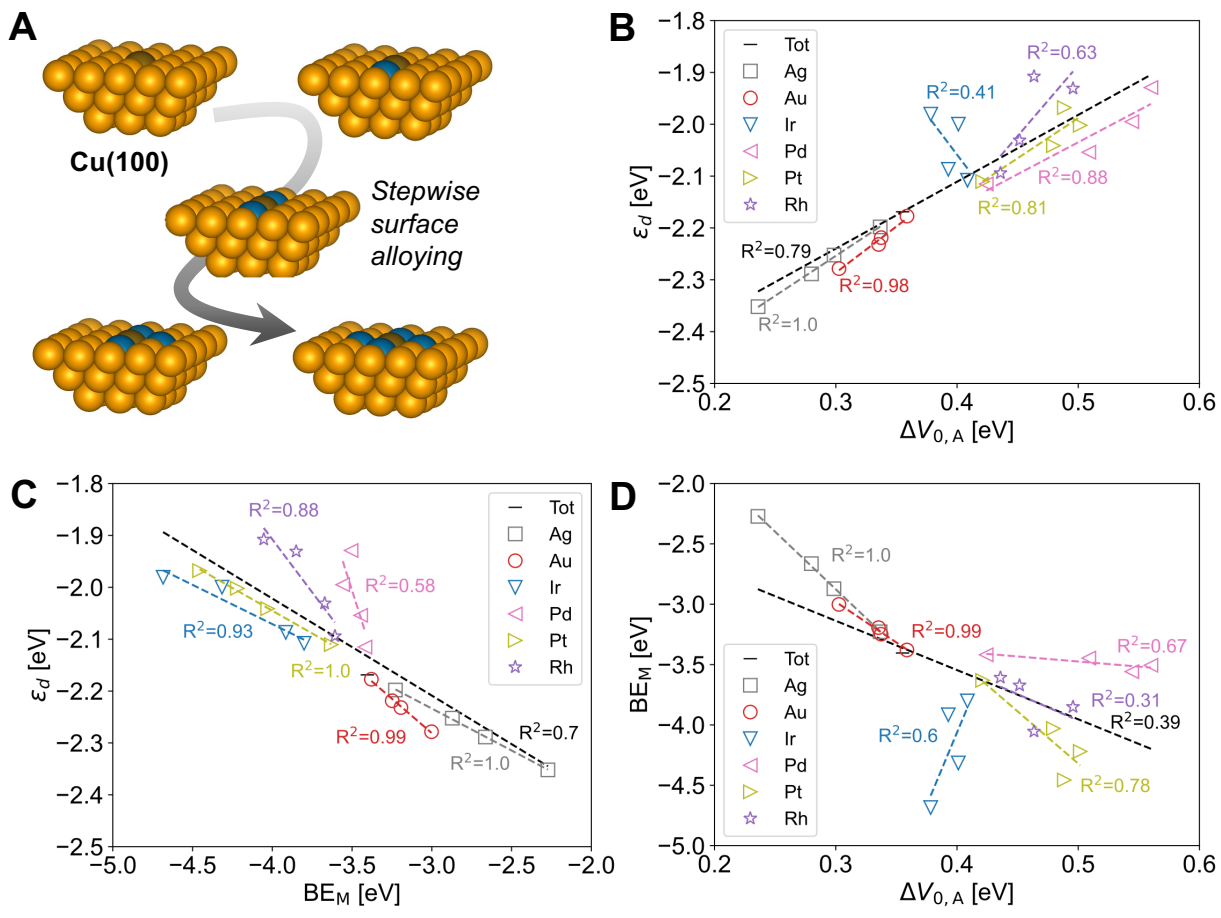 A
Cu(100)
Stepwise
surface
alloying
B
−1.8
−1.9
−2.0
−2.1
−2.2
−2.3
−2.4
−2.5
εd [eV]
0.2
0.3
0.4
0.5
0.6
ΔV0, A [eV]
Tot
Ag
Au
Ir
Pd
Pt
Rh
R²=0.63
R²=0.41
R²=0.88
R²=0.81
R²=0.79
R²=0.98
R²=1.0
C
−1.8
−1.9
−2.0
−2.1
−2.2
−2.3
−2.4
−2.5
εd [eV]
−5.0
−4.5
−4.0
−3.5
−3.0
−2.5
−2.0
BEM [eV]
Tot
Ag
Au
Ir
Pd
Pt
Rh
R²=0.88
R²=0.58
R²=0.93
R²=1.0
R²=0.99
R²=0.7
R²=1.0
D
−2.0
−2.5
−3.0
−3.5
−4.0
−4.5
−5.0
BEM [eV]
0.2
0.3
0.4
0.5
0.6
ΔV0, A [eV]
Tot
Ag
Au
Ir
Pd
Pt
Rh
R²=1.0
R²=0.99
R²=0.67
R²=0.31
R²=0.39
R²=0.6
R²=0.78